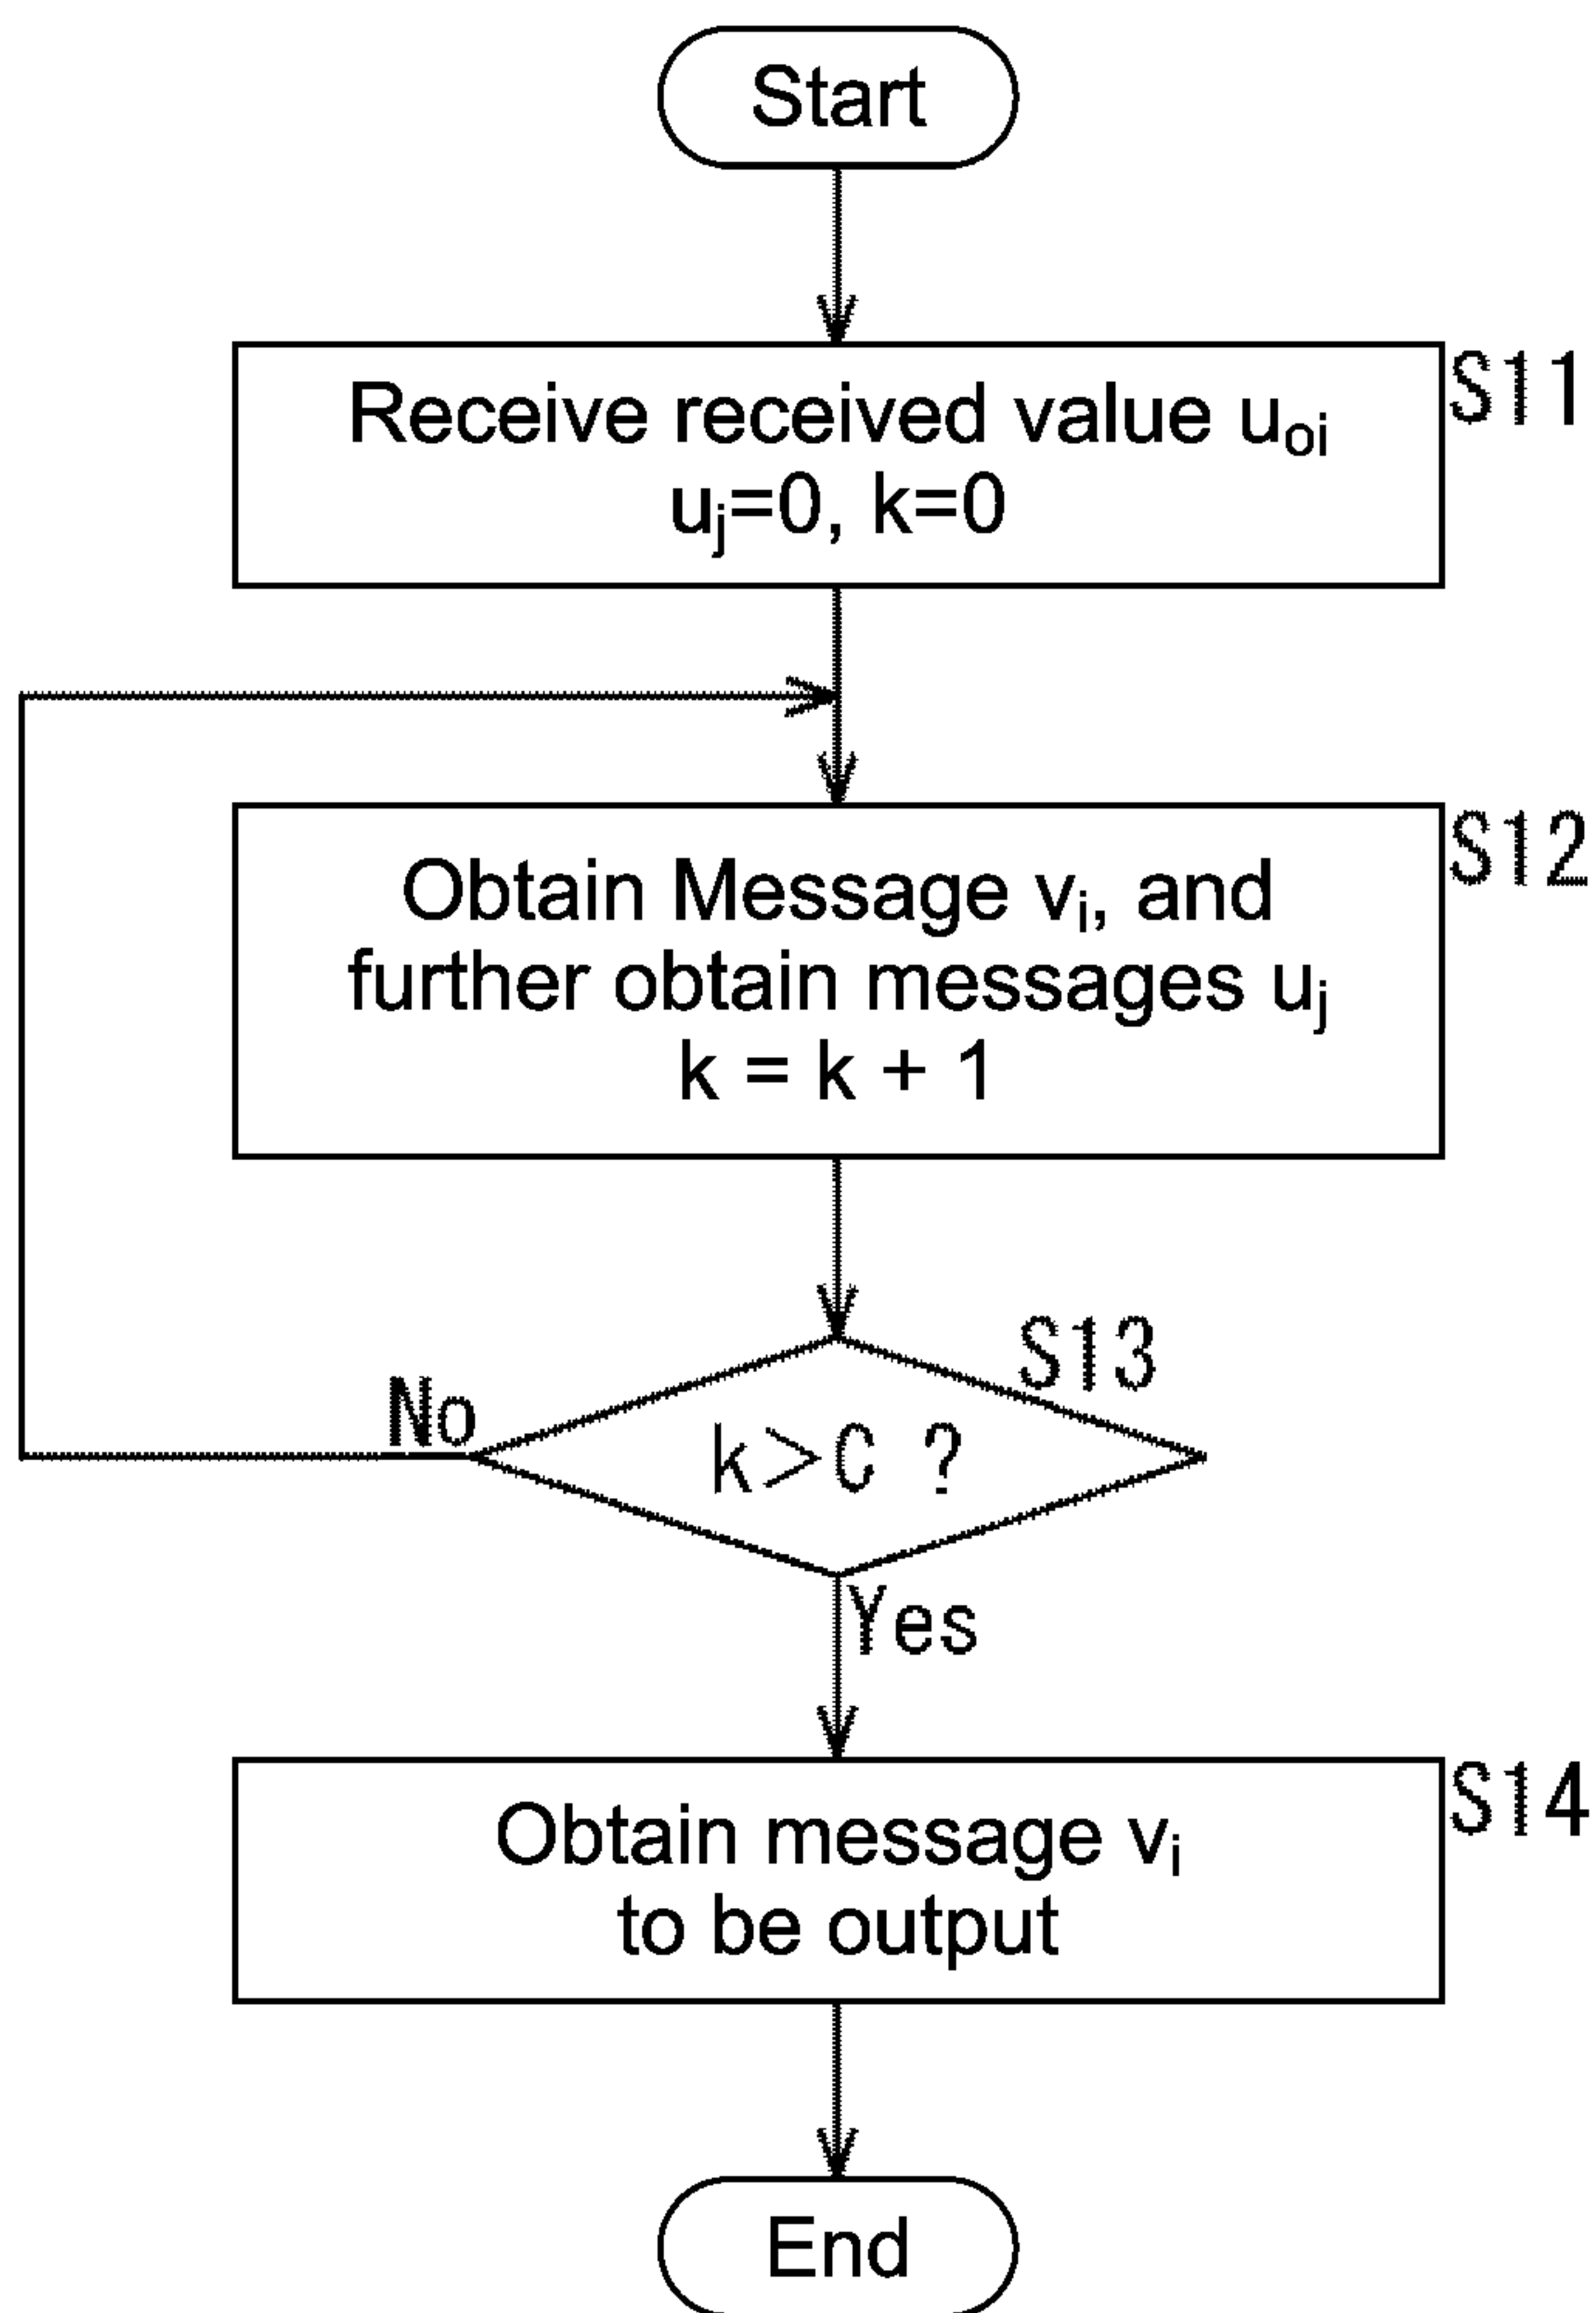 Start
S11
Receive received value uoi
uj=0, k=0
S12
Obtain Message vi, and
further obtain messages uj
k = k + 1
S13
No
k>C ?
Yes
S14
Obtain message vi
to be output
End